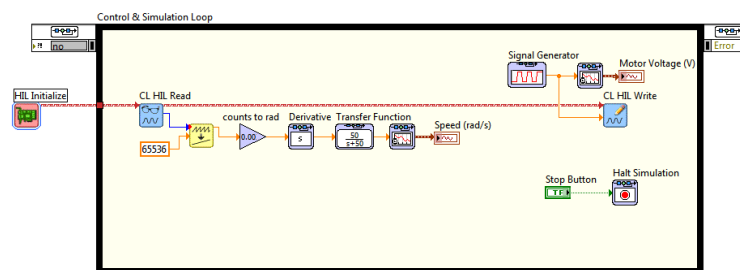 Control & Simulation Loop
?!
no
Error
Signal Generator
Motor Voltage (V)
HIL Initialize
CL HIL Read
CL HIL Write
counts to rad
Derivative
Transfer Function
0.00
s
50
s+50
Speed (rad/s)
65536
Stop Button
Halt Simulation
TF